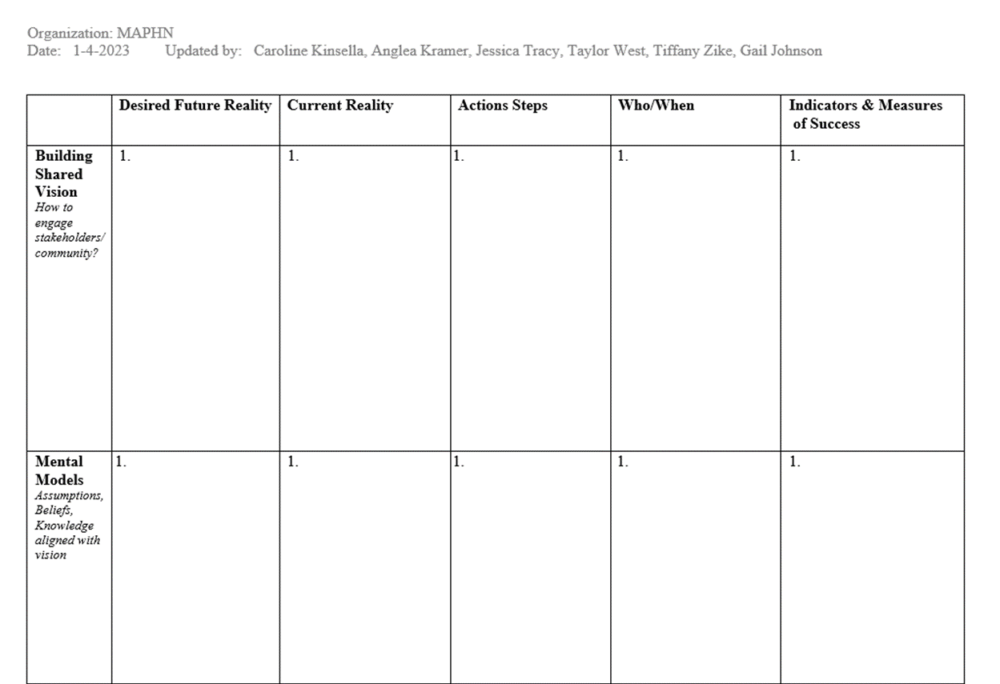 Organization: MAPHN
Date: 1-4-2023 Updated by: Caroline Kinsella, Anglea Kramer, Jessica Tracy, Taylor West, Tiffany Zike, Gail Johnson
Desired Future Reality
Current Reality
Actions Steps
Who/When
Indicators & Measures
of Success
Building
Shared
Vision
How to
engage
stakeholders/
community?
1.
1.
1.
1.
1.
Mental
Models
Assumptions,
Beliefs,
Knowledge
aligned with
vision
1.
1.
1.
1.
1.